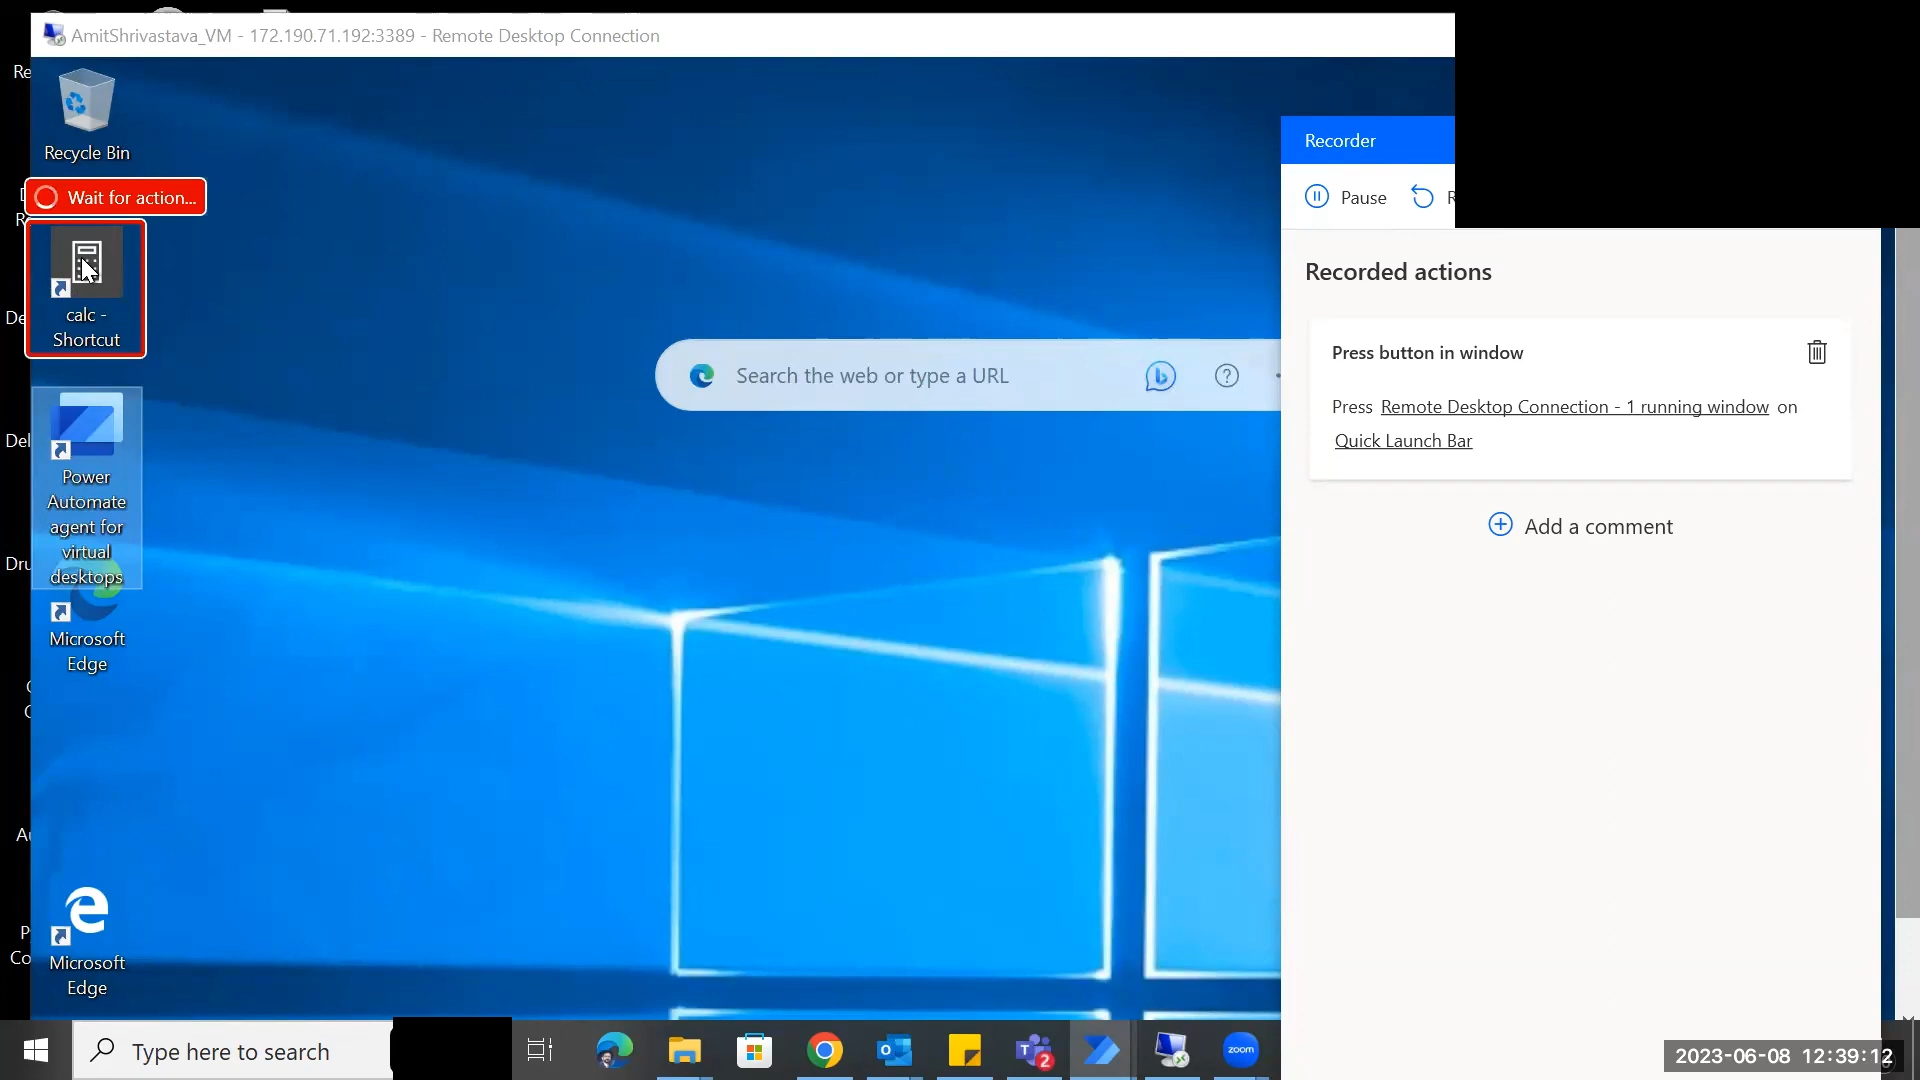 AmitShrivastava_VM - 172.190.71.192:3389 - Remote Desktop Connection
Recycle Bin
Wait for action...
calc -
Shortcut
Power
Automate
agent for
virtual
desktops
Microsoft
Edge
Microsoft
Edge
Search the web or type a URL
Recorder
Pause
Recorded actions
Press button in window
Press Remote Desktop Connection - 1 running window on
Quick Launch Bar
Add a comment
Type here to search
2
zoom
2023-06-08 12:39:12